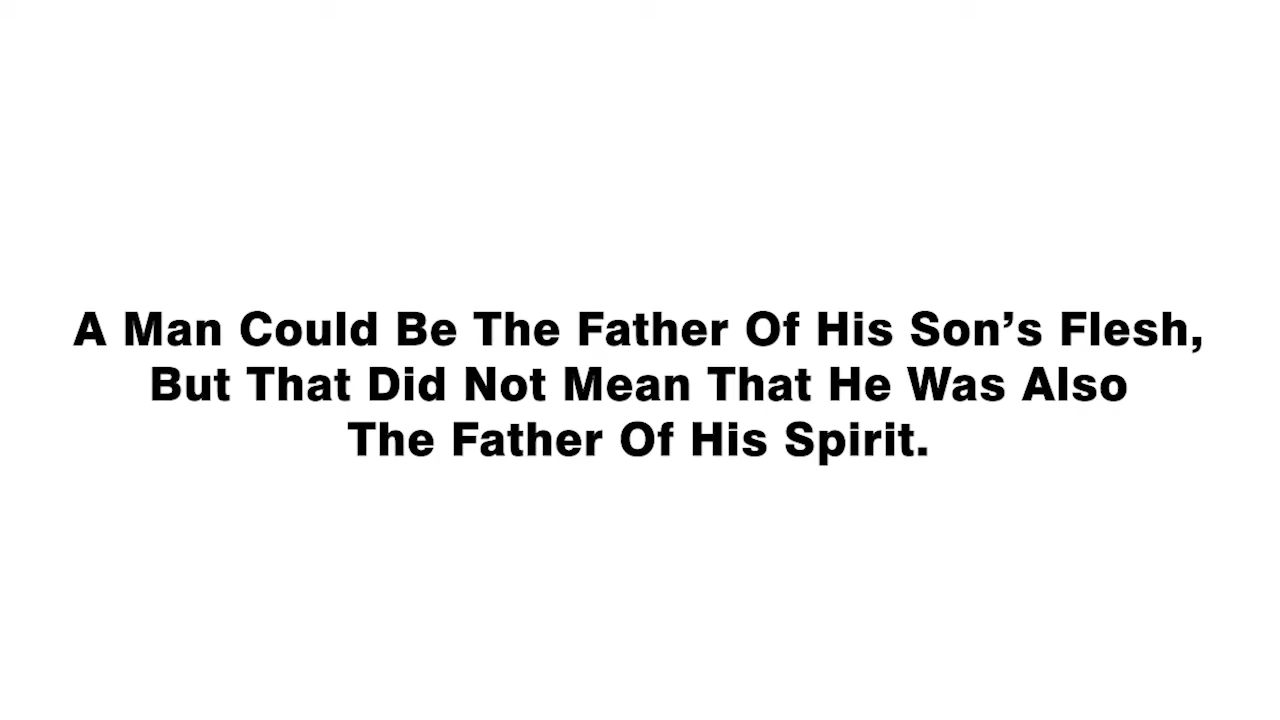 A Man Could Be The Father Of His Son’s Flesh,
But That Did Not Mean That He Was Also
The Father Of His Spirit.